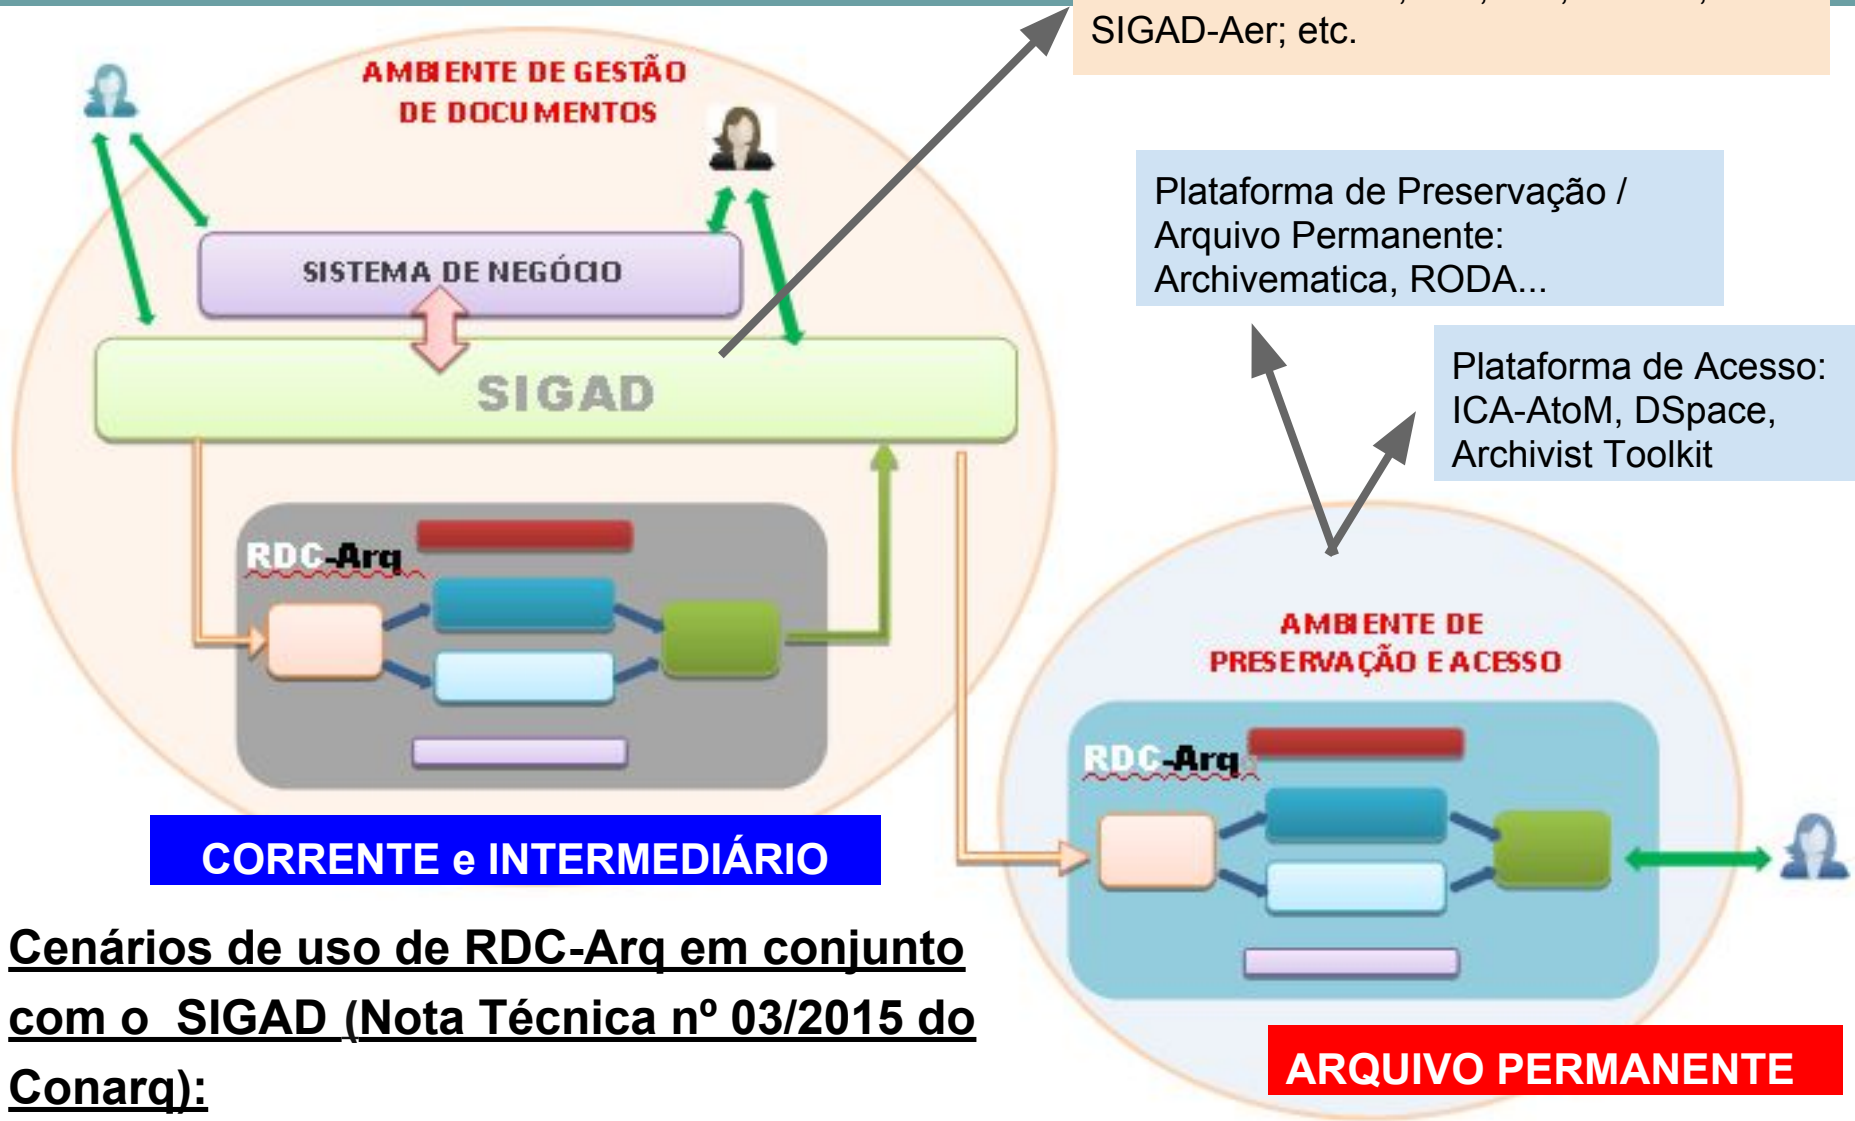 SIGAD-Aer; etc.
AMBIENTE DE GESTÃO
DE DOCUMENTOS
Plataforma de Preservação /
Arquivo Permanente:
Archivematica, RODA...
SISTEMA DE NEGÓCIO
SIGAD
Plataforma de Acesso:
ICA-AtoM, DSpace,
Archivist Toolkit
RDC-Arq
AMBIENTE DE
PRESERVAÇÃO E ACESSO
RDC-Arq
CORRENTE e INTERMEDIÁRIO
Cenários de uso de RDC-Arq em conjunto
com o SIGAD (Nota Técnica nº 03/2015 do
Conarq):
ARQUIVO PERMANENTE